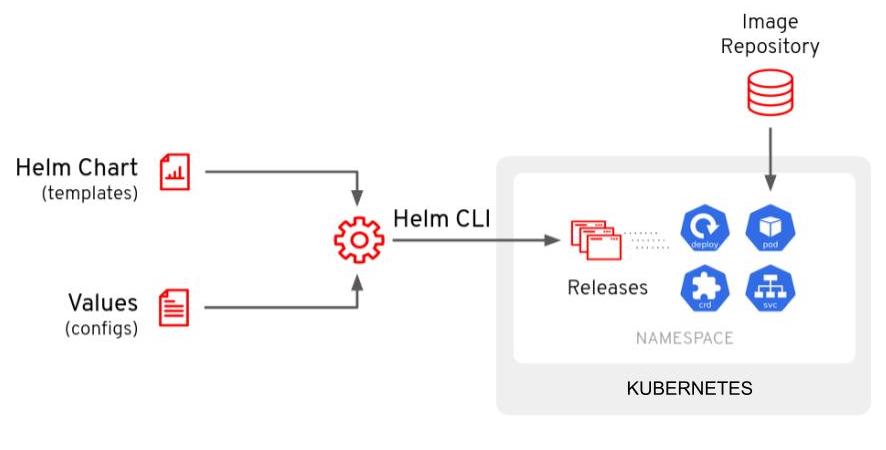 Image
Repository
Helm Chart
(templates)
Helm CLI
deploy
pod
Releases
Values
(configs)
crd
svc
NAMESPACE
KUBERNETES